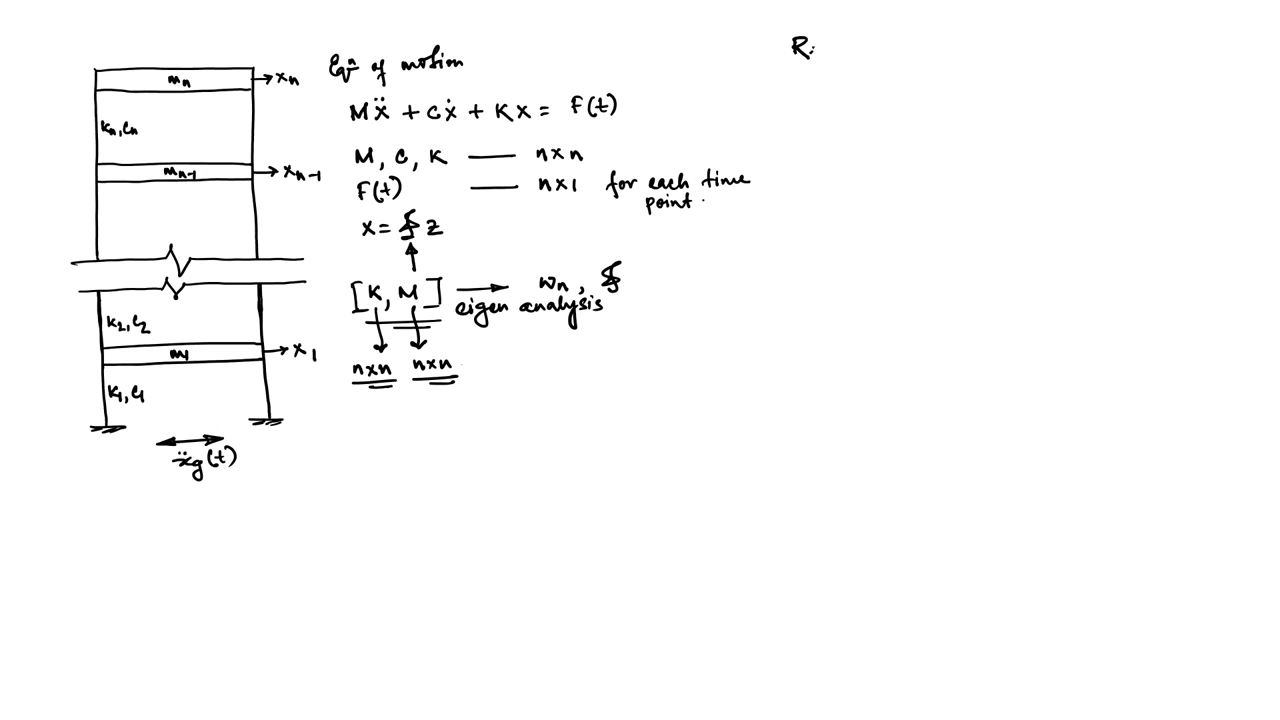 mn
→ xn
kn, cn
mn-1
→ xn-1
k2, c2
m1
→ x1
k1, c1
ẍg(t)
Eqⁿ of motion
Mẍ + Cẋ + Kx = F(t)
M, C, K — n×n
F(t) — n×1 for each time
point.
x = Φ z
[K, M] → ωn, Φ
eigen analysis
n×n n×n
R